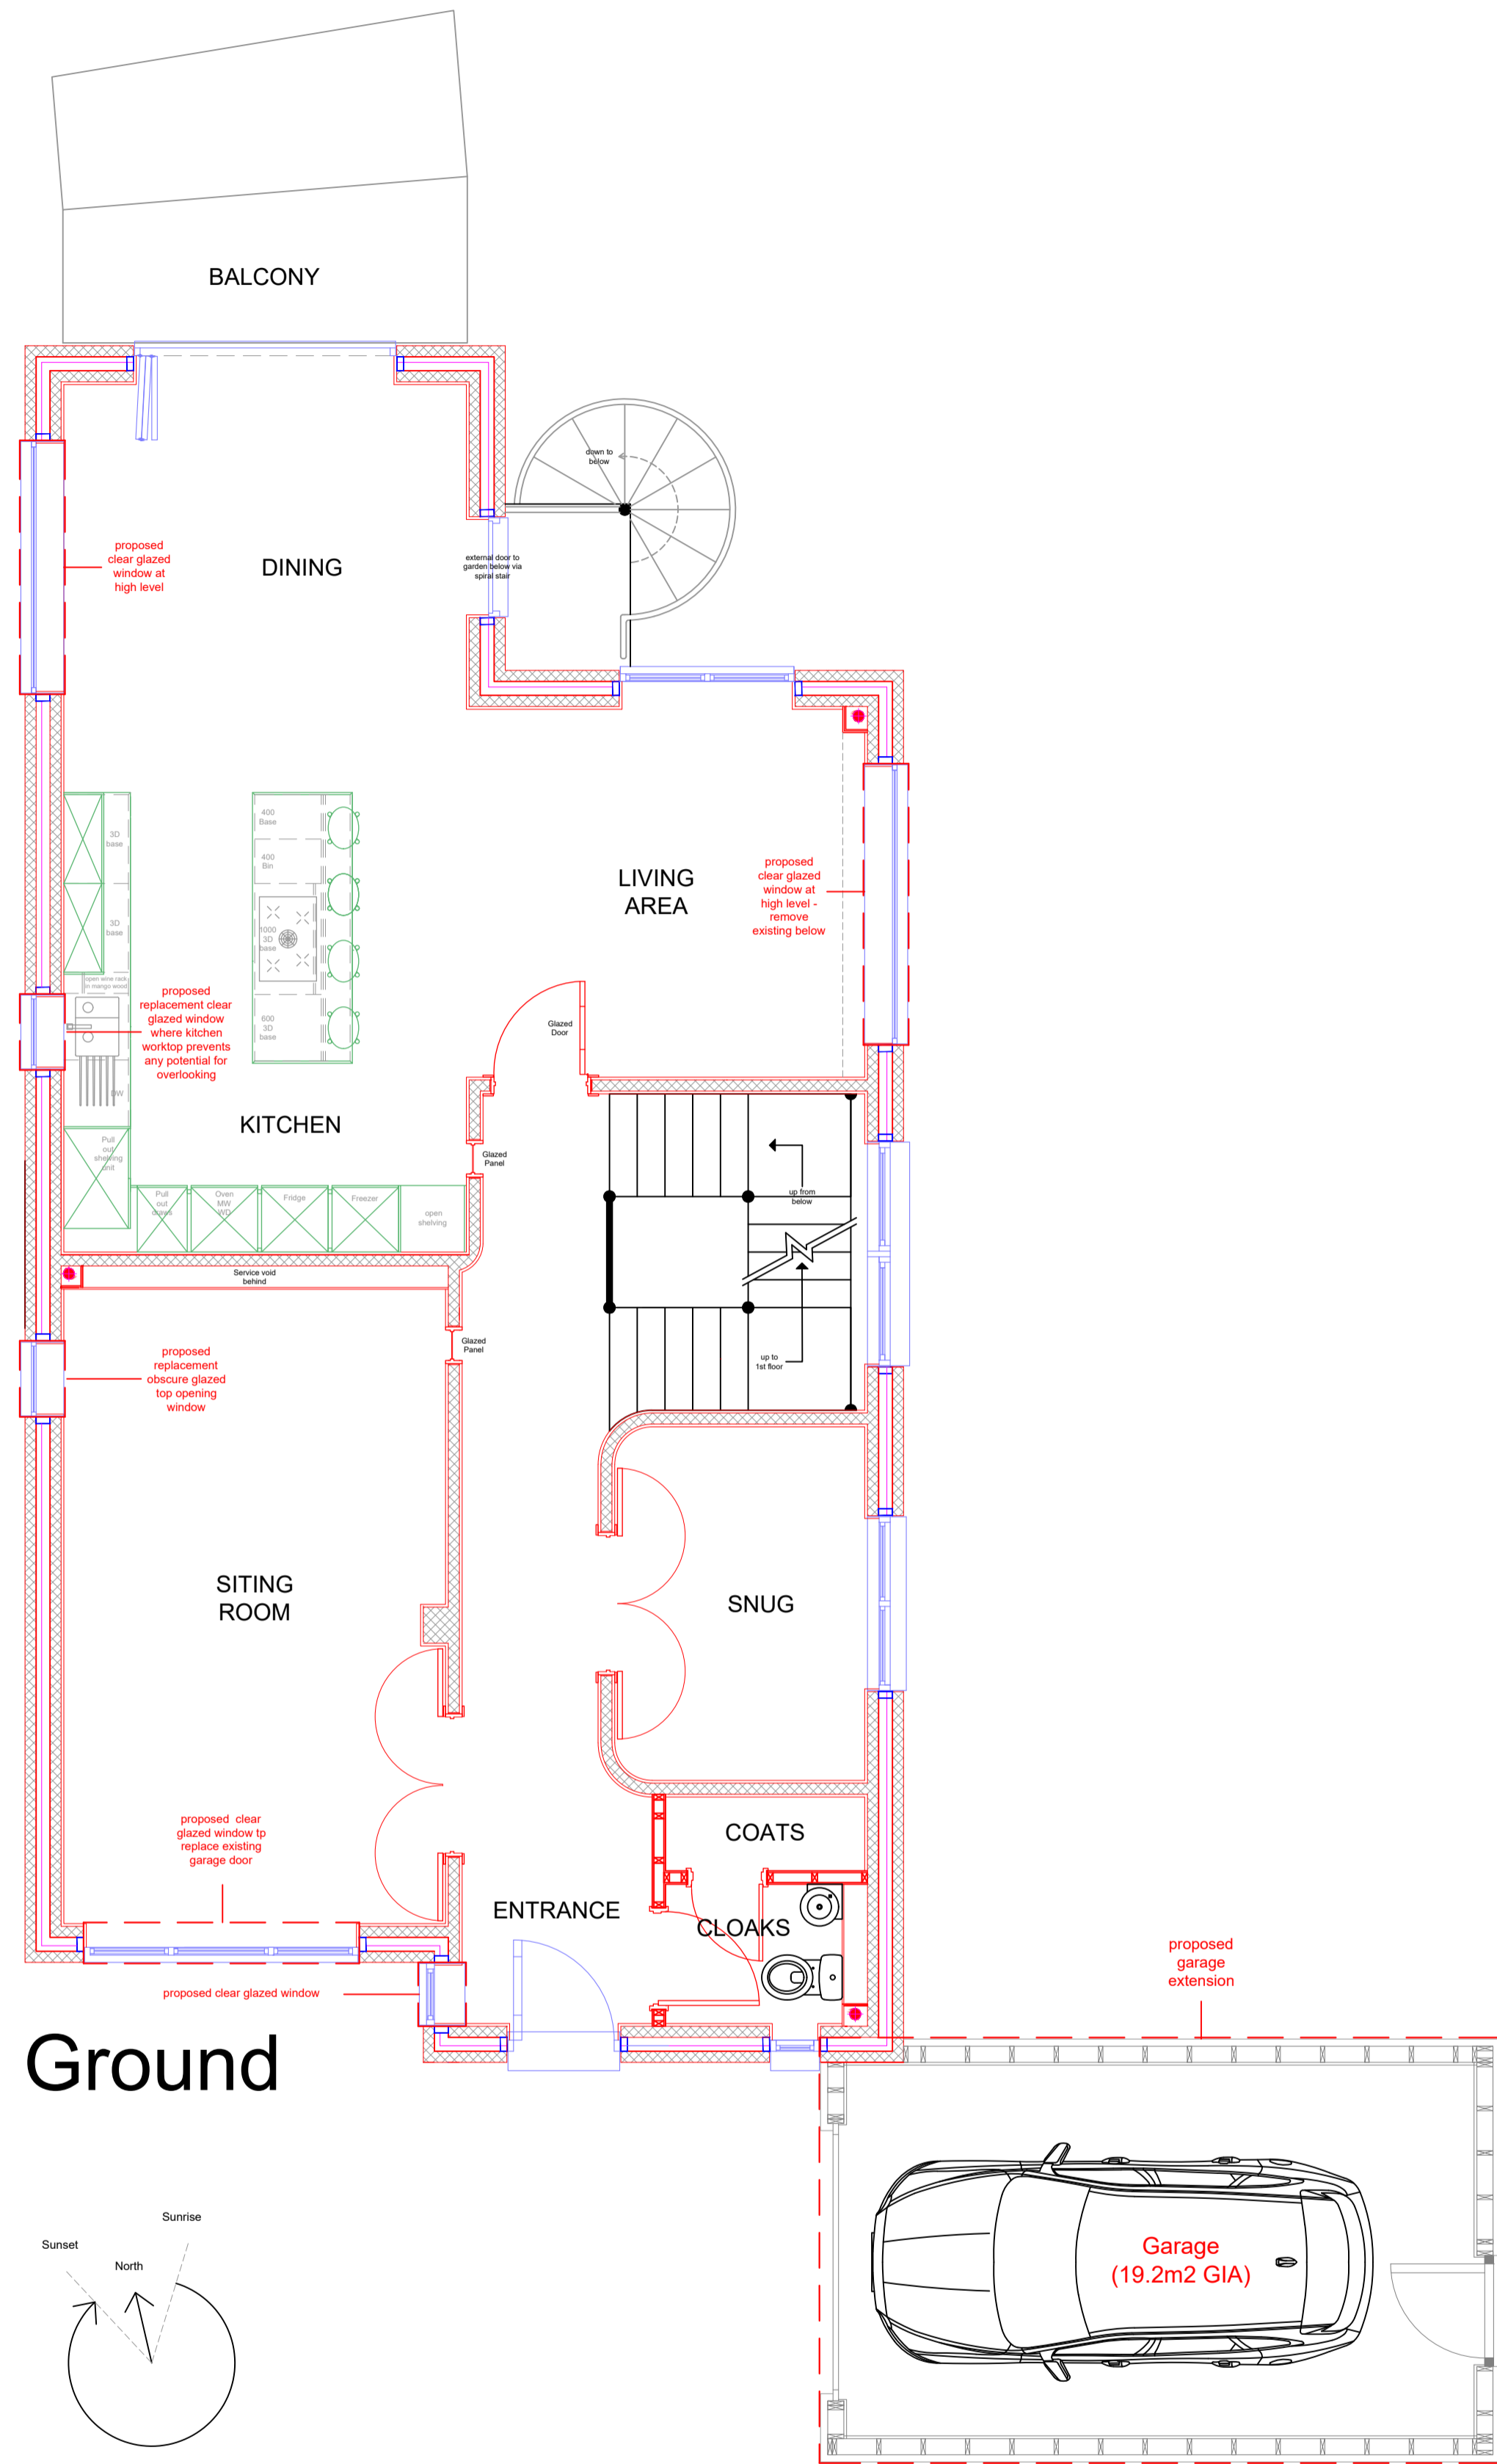 BALCONY
down to
below
proposed
clear glazed
window at
high level
DINING
external door to
garden below via
spiral stair
3D
base
400
Base
400
Bin
LIVING
AREA
proposed
clear glazed
window at
high level -
remove
existing below
3D
base
1000
3D
base
open wine rack
in mango wood
proposed
replacement clear
glazed window
where kitchen
worktop prevents
any potential for
overlooking
600
3D
base
Glazed
Door
DW
KITCHEN
Pull
out
shelving
unit
Glazed
Panel
Pull
out
draws
Oven
MW
WD
Fridge
Freezer
open
shelving
up from
below
Service void
behind
Glazed
Panel
up to
1st floor
proposed
replacement
obscure glazed
top opening
window
SITING
ROOM
SNUG
proposed clear
glazed window tp
replace existing
garage door
COATS
ENTRANCE
CLOAKS
proposed clear glazed window
proposed
garage
extension
Ground
Sunrise
Sunset
North
Garage
(19.2m2 GIA)